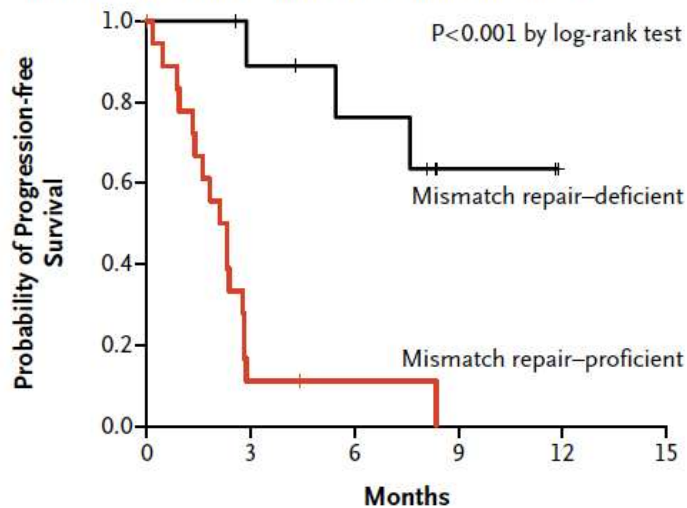 1.0
P<0.001 by log-rank test
0.8
0.6
Mismatch repair–deficient
0.4
0.2
Mismatch repair–proficient
0.0
0 3 6 9 12 15
Months
Probability of Progression-free
Survival